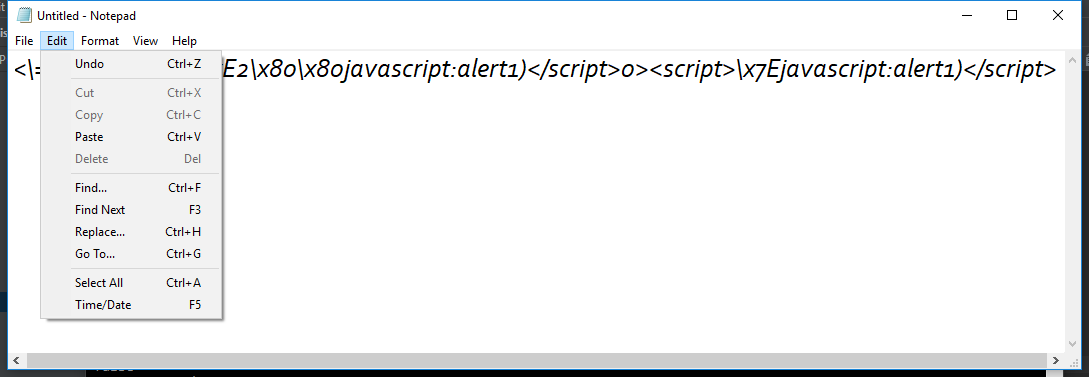 Untitled - Notepad
File Edit Format View Help
<\= E2\x80\x80javascript:alert1)</script>0><script>\x7Ejavascript:alert1)</script>
Undo Ctrl+Z
Cut Ctrl+X
Copy Ctrl+C
Paste Ctrl+V
Delete Del
Find... Ctrl+F
Find Next F3
Replace... Ctrl+H
Go To... Ctrl+G
Select All Ctrl+A
Time/Date F5